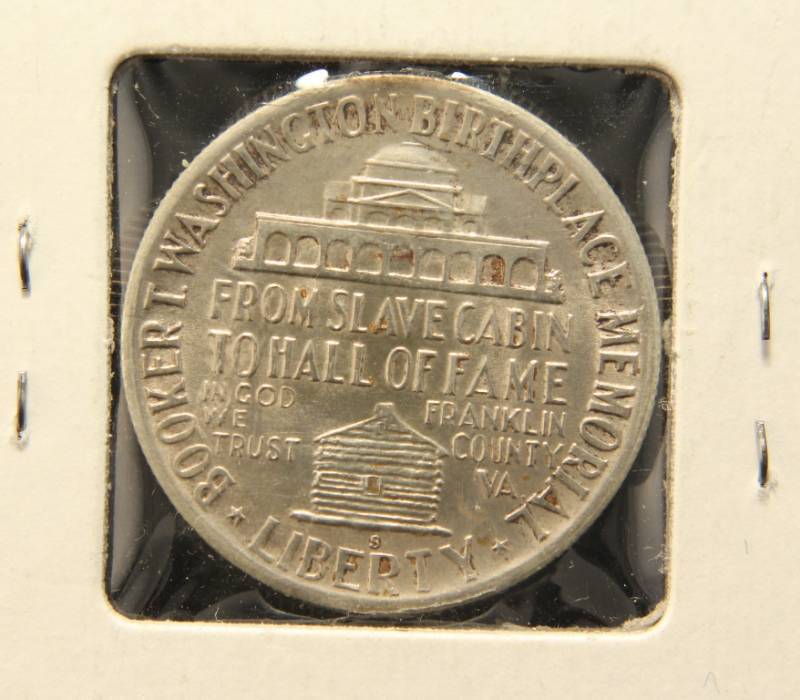 BOOKER T. WASHINGTON BIRTHPLACE MEMORIAL
FROM SLAVE CABIN
TO HALL OF FAME
IN GOD
WE
TRUST
FRANKLIN
COUNTY
VA.
S
LIBERTY